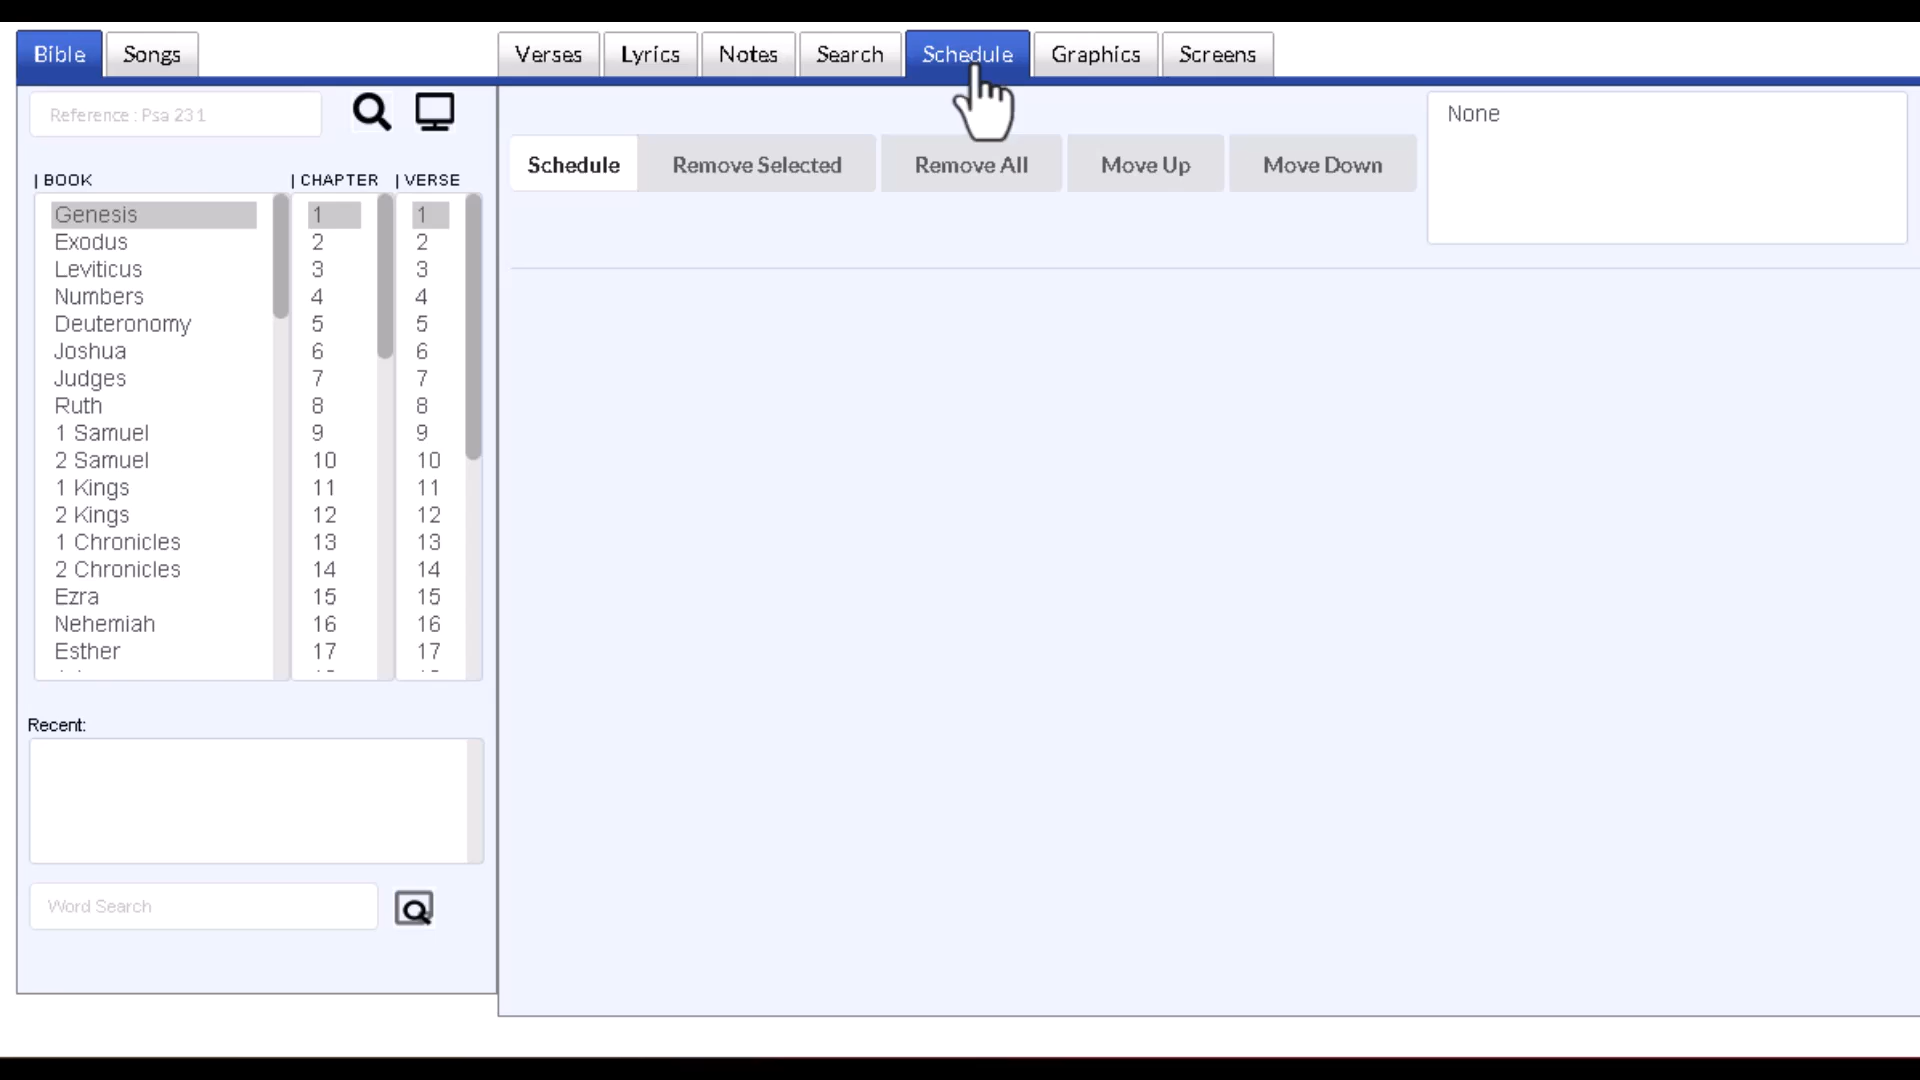 Bible Songs
Verses Lyrics Notes Search Schedule Graphics Screens
Reference : Psa 23 1
| BOOK | CHAPTER | VERSE
Genesis 1 1
Exodus 2 2
Leviticus 3 3
Numbers 4 4
Deuteronomy 5 5
Joshua 6 6
Judges 7 7
Ruth 8 8
1 Samuel 9 9
2 Samuel 10 10
1 Kings 11 11
2 Kings 12 12
1 Chronicles 13 13
2 Chronicles 14 14
Ezra 15 15
Nehemiah 16 16
Esther 17 17
Recent:
Word Search
Schedule Remove Selected Remove All Move Up Move Down
None